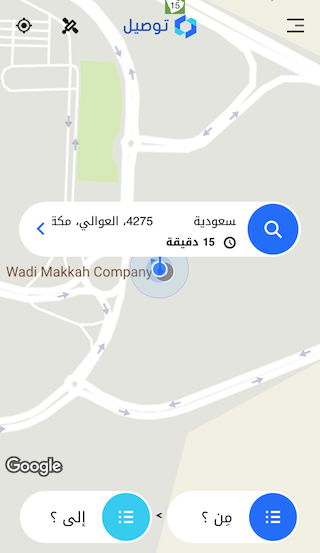 15
توصيل
4275، العوالي، مكة سعودية
15 دقيقة
Wadi Makkah Company
Google
مِن ؟ < إلى ؟